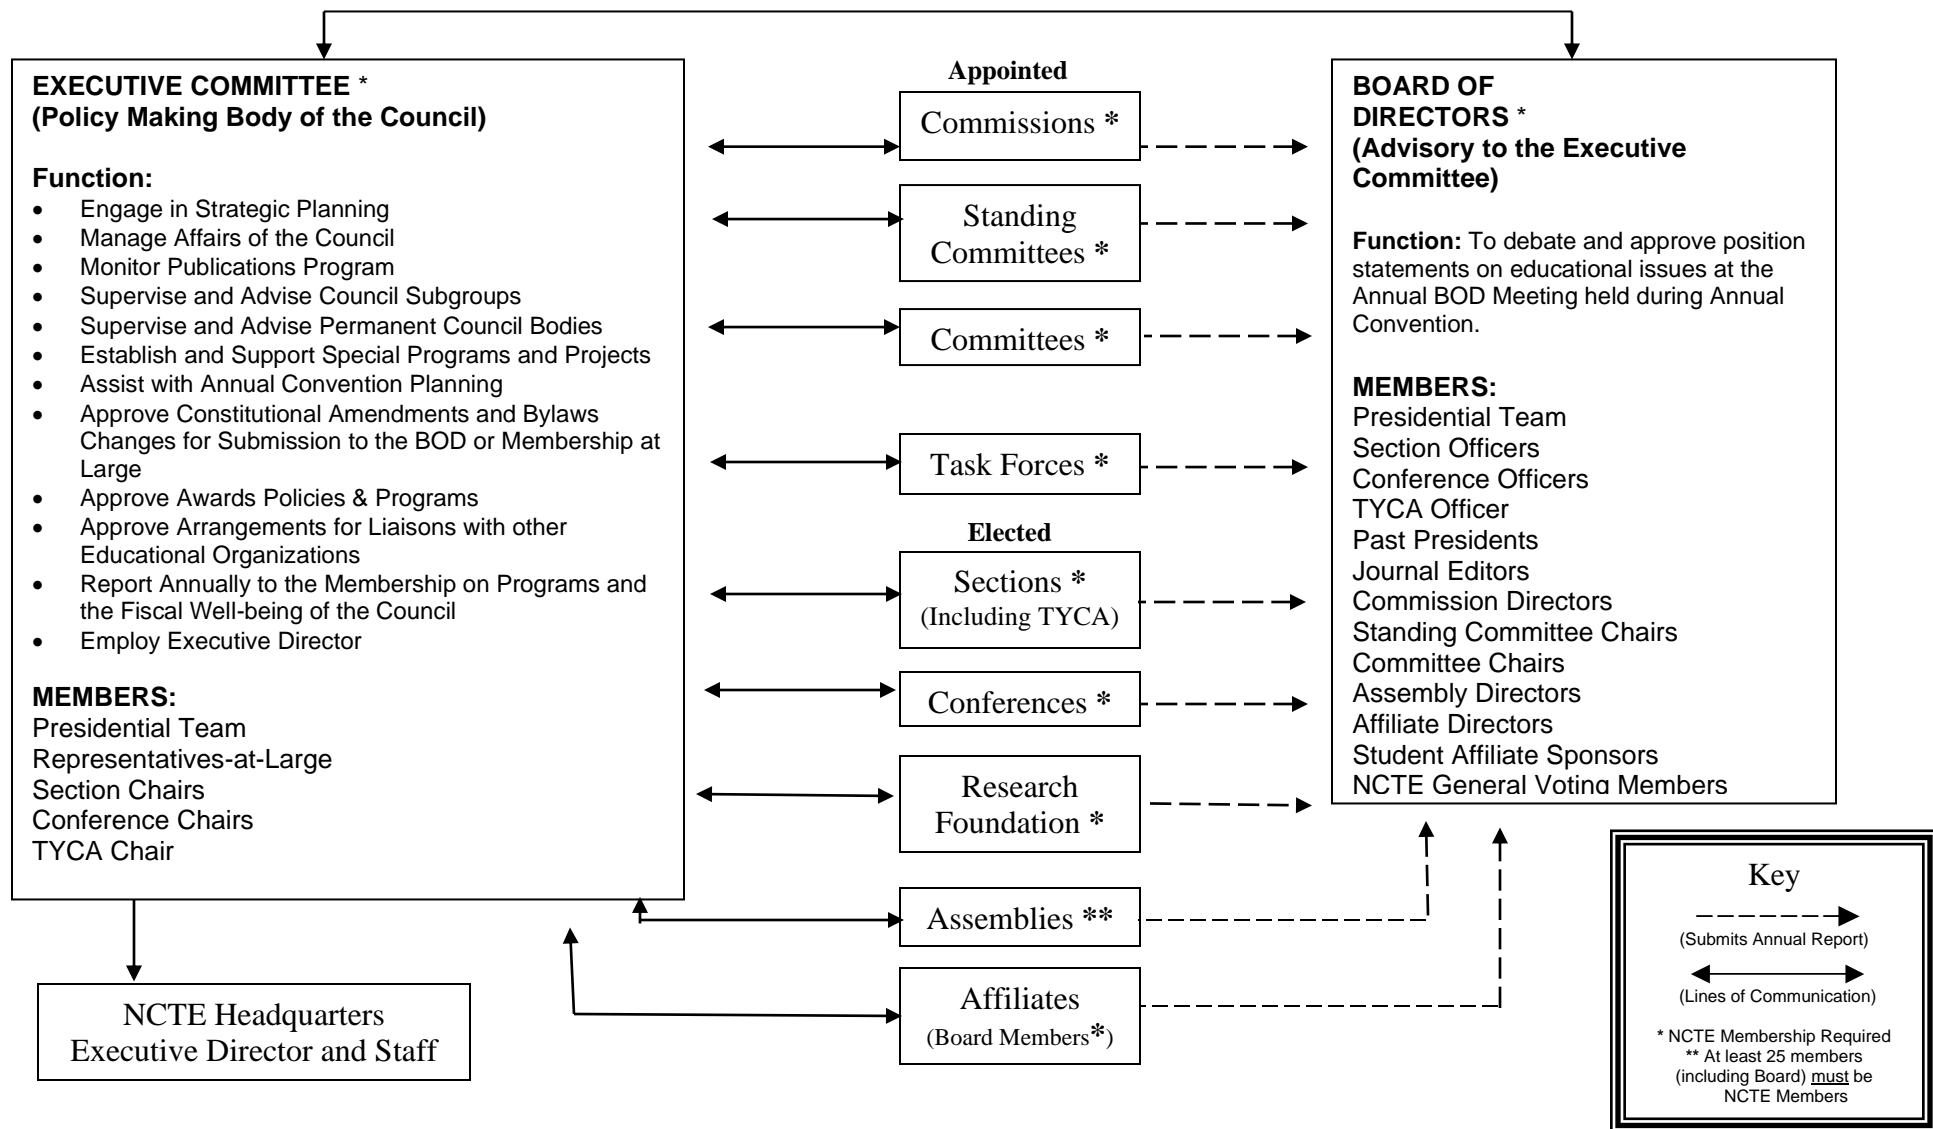 EXECUTIVE COMMITTEE *
(Policy Making Body of the Council)
Function:
• Engage in Strategic Planning
• Manage Affairs of the Council
• Monitor Publications Program
• Supervise and Advise Council Subgroups
• Supervise and Advise Permanent Council Bodies
• Establish and Support Special Programs and Projects
• Assist with Annual Convention Planning
• Approve Constitutional Amendments and Bylaws
Changes for Submission to the BOD or Membership at
Large
• Approve Awards Policies & Programs
• Approve Arrangements for Liaisons with other
Educational Organizations
• Report Annually to the Membership on Programs and
the Fiscal Well-being of the Council
• Employ Executive Director
MEMBERS:
Presidential Team
Representatives-at-Large
Section Chairs
Conference Chairs
TYCA Chair
NCTE Headquarters
Executive Director and Staff
Appointed
Commissions *
Standing
Committees *
Committees *
Task Forces *
Elected
Sections *
(Including TYCA)
Conferences *
Research
Foundation *
Assemblies **
Affiliates
(Board Members*)
BOARD OF
DIRECTORS *
(Advisory to the Executive
Committee)
Function: To debate and approve position
statements on educational issues at the
Annual BOD Meeting held during Annual
Convention.
MEMBERS:
Presidential Team
Section Officers
Conference Officers
TYCA Officer
Past Presidents
Journal Editors
Commission Directors
Standing Committee Chairs
Committee Chairs
Assembly Directors
Affiliate Directors
Student Affiliate Sponsors
NCTE General Voting Members
Key
(Submits Annual Report)
(Lines of Communication)
* NCTE Membership Required
** At least 25 members
(including Board) must be
NCTE Members